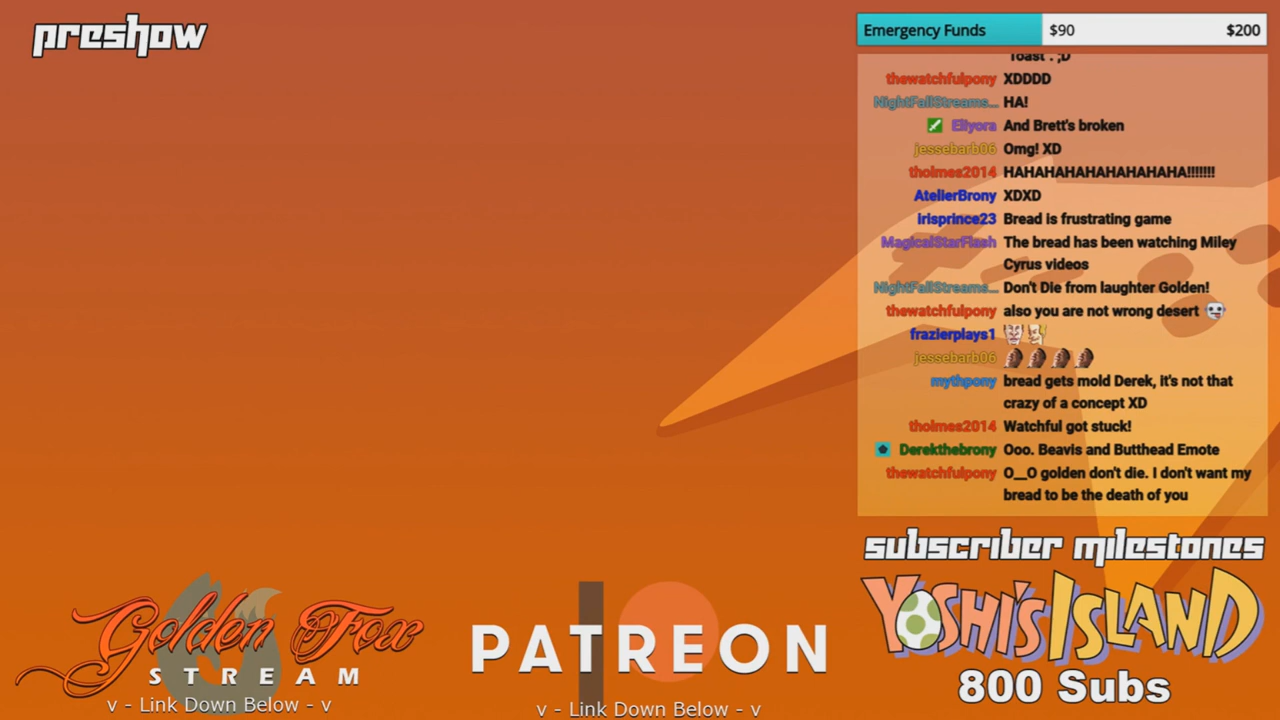 preshow
Emergency Funds $90 $200
Toast . ;D
thewatchfulpony XDDDD
NightFallStreams... HA!
Eliyora And Brett's broken
jessebarb06 Omg! XD
tholmes2014 HAHAHAHAHAHAHAHAHA!!!!!!!
AtelierBrony XDXD
irisprince23 Bread is frustrating game
MagicalStarFlash The bread has been watching Miley
Cyrus videos
NightFallStreams... Don't Die from laughter Golden!
thewatchfulpony also you are not wrong desert
frazierplays1
jessebarb06
mythpony bread gets mold Derek, it's not that
crazy of a concept XD
tholmes2014 Watchful got stuck!
Derekthebrony Ooo. Beavis and Butthead Emote
thewatchfulpony O__O golden don't die. I don't want my
bread to be the death of you
subscriber milestones
Yoshi's Island
800 Subs
Golden Fox
STREAM
v - Link Down Below - v
PATREON
v - Link Down Below - v